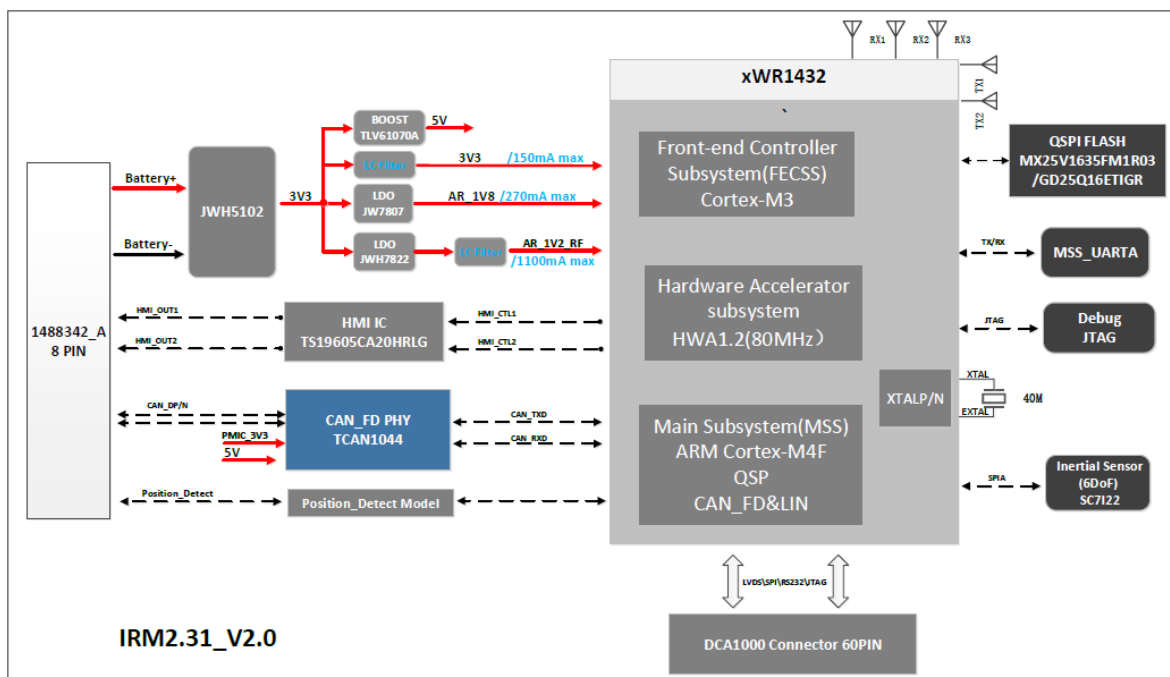 RX1
RX2
RX3
TX1
TX2
xWR1432
`
Front-end Controller
Subsystem(FECSS)
Cortex-M3
Hardware Accelerator
subsystem
HWA1.2(80MHz）
Main Subsystem(MSS)
ARM Cortex-M4F
QSP
CAN_FD&LIN
XTALP/N
XTAL
EXTAL
40M
QSPI FLASH
MX25V1635FM1R03
/GD25Q16ETIGR
TX/RX
MSS_UARTA
JTAG
Debug
JTAG
SPIA
Inertial Sensor
(6DoF)
SC7I22
1488342_A
8 PIN
Battery+
Battery-
JWH5102
3V3
BOOST
TLV61070A
5V
LC Filter
3V3 /150mA max
LDO
JW7807
AR_1V8 /270mA max
LDO
JWH7822
LC Filter
AR_1V2_RF
/1100mA max
HMI_OUT1
HMI_OUT2
HMI IC
TS19605CA20HRLG
HMI_CTL1
HMI_CTL2
CAN_DP/N
PMIC_3V3
5V
CAN_FD PHY
TCAN1044
CAN_TXD
CAN_RXD
Position_Detect
Position_Detect Model
LVDS\SPI\RS232\JTAG
DCA1000 Connector 60PIN
IRM2.31_V2.0